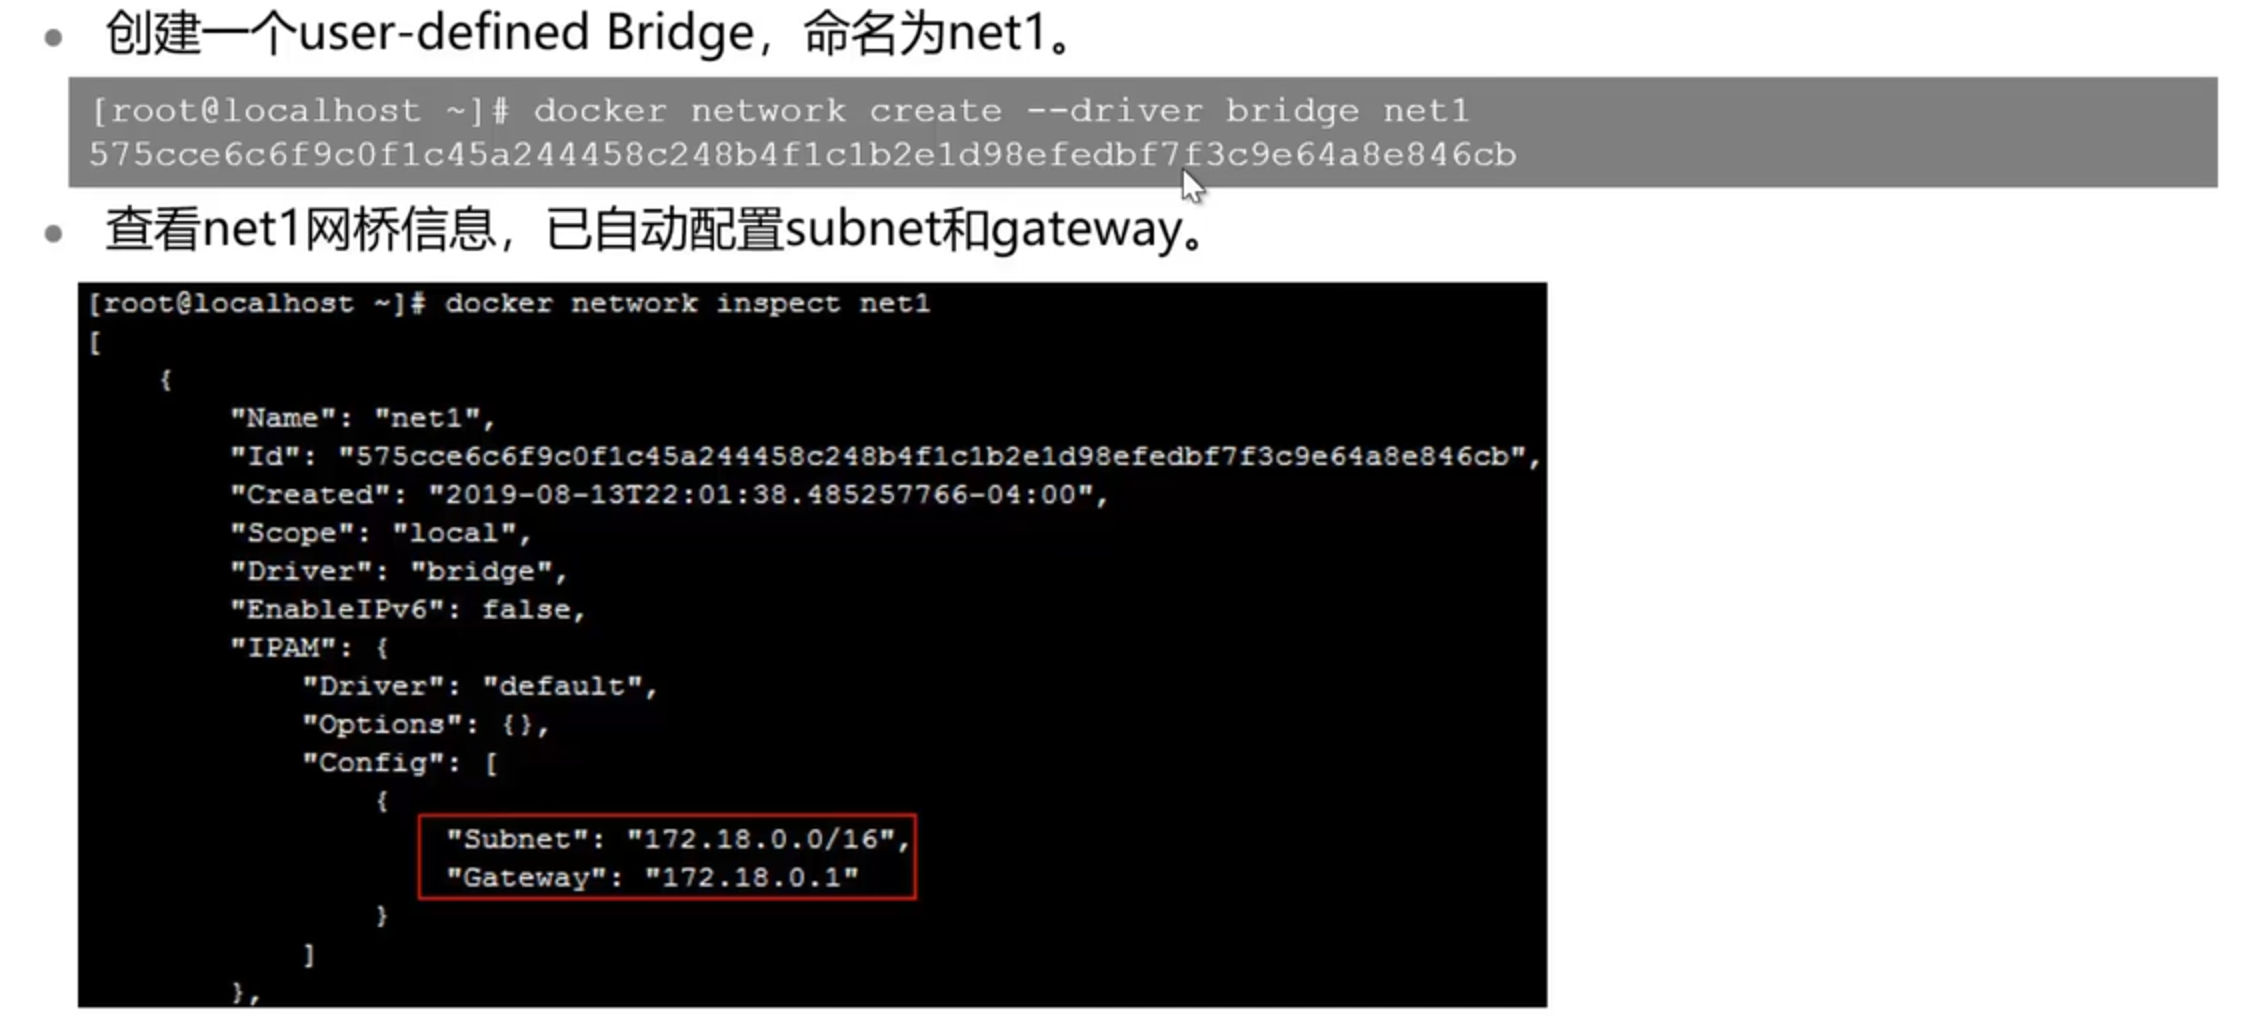 • 创建一个user-defined Bridge，命名为net1。
[root@localhost ~]# docker network create --driver bridge net1
575cce6c6f9c0f1c45a244458c248b4f1c1b2e1d98efedbf7f3c9e64a8e846cb
• 查看net1网桥信息，已自动配置subnet和gateway。
[root@localhost ~]# docker network inspect net1
[
    {
        "Name": "net1",
        "Id": "575cce6c6f9c0f1c45a244458c248b4f1c1b2e1d98efedbf7f3c9e64a8e846cb",
        "Created": "2019-08-13T22:01:38.485257766-04:00",
        "Scope": "local",
        "Driver": "bridge",
        "EnableIPv6": false,
        "IPAM": {
            "Driver": "default",
            "Options": {},
            "Config": [
                {
                    "Subnet": "172.18.0.0/16",
                    "Gateway": "172.18.0.1"
                }
            ]
        },